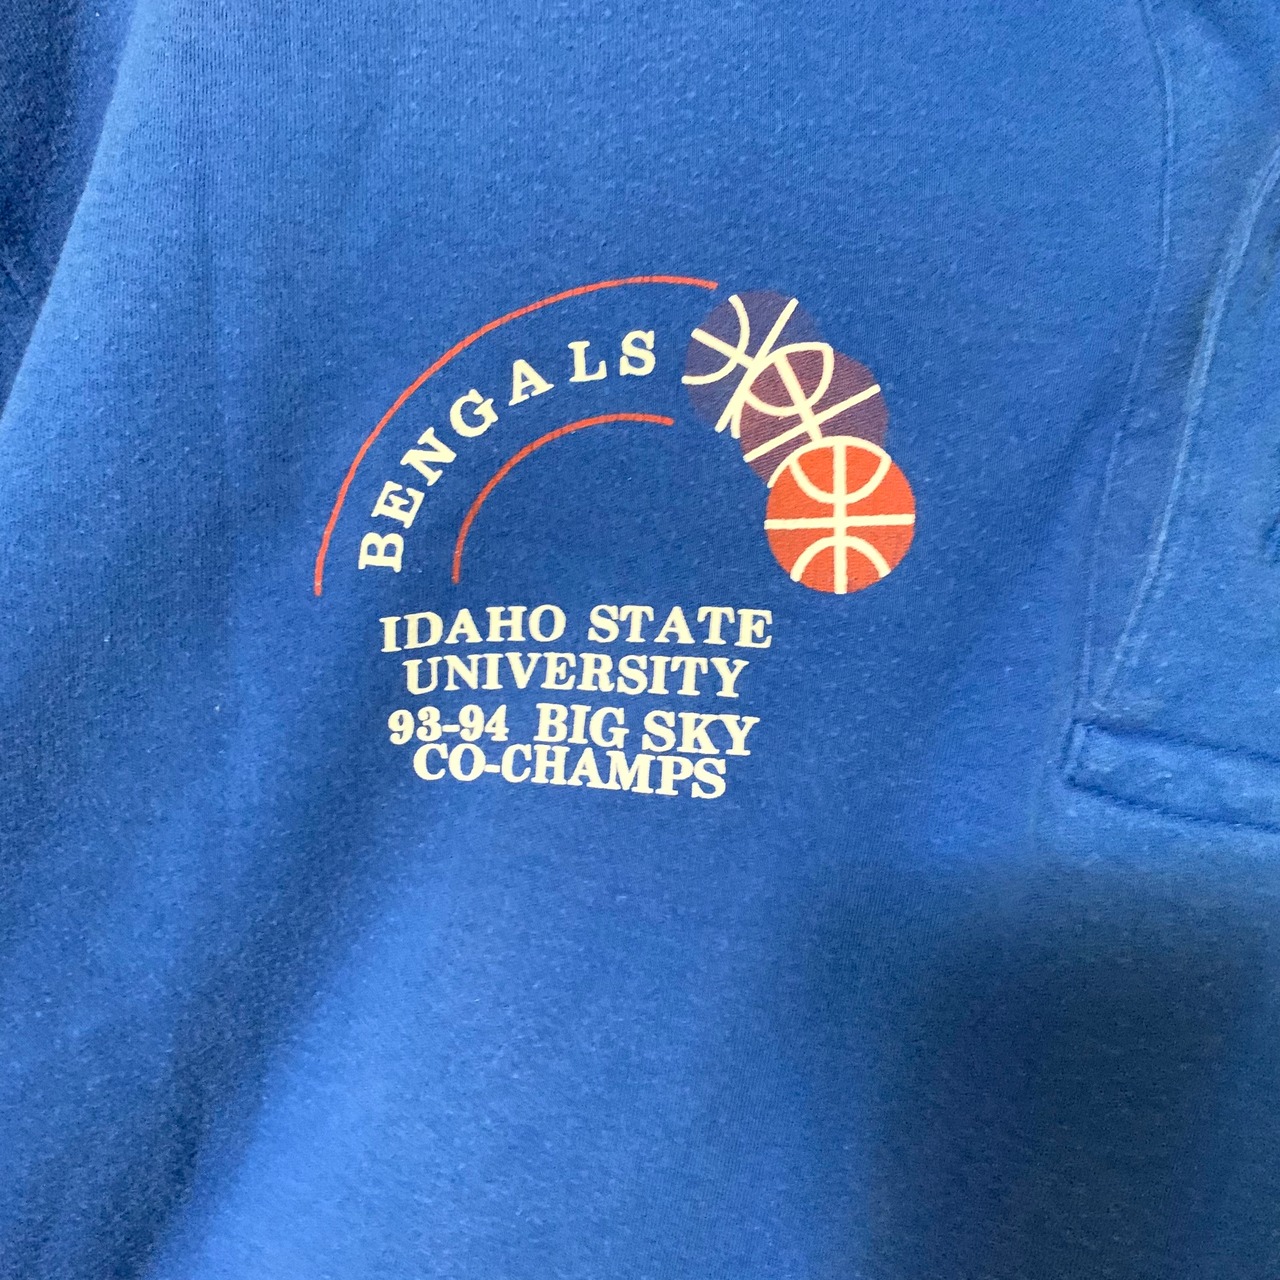 BENGALS
IDAHO STATE
UNIVERSITY
93-94 BIG SKY
CO-CHAMPS